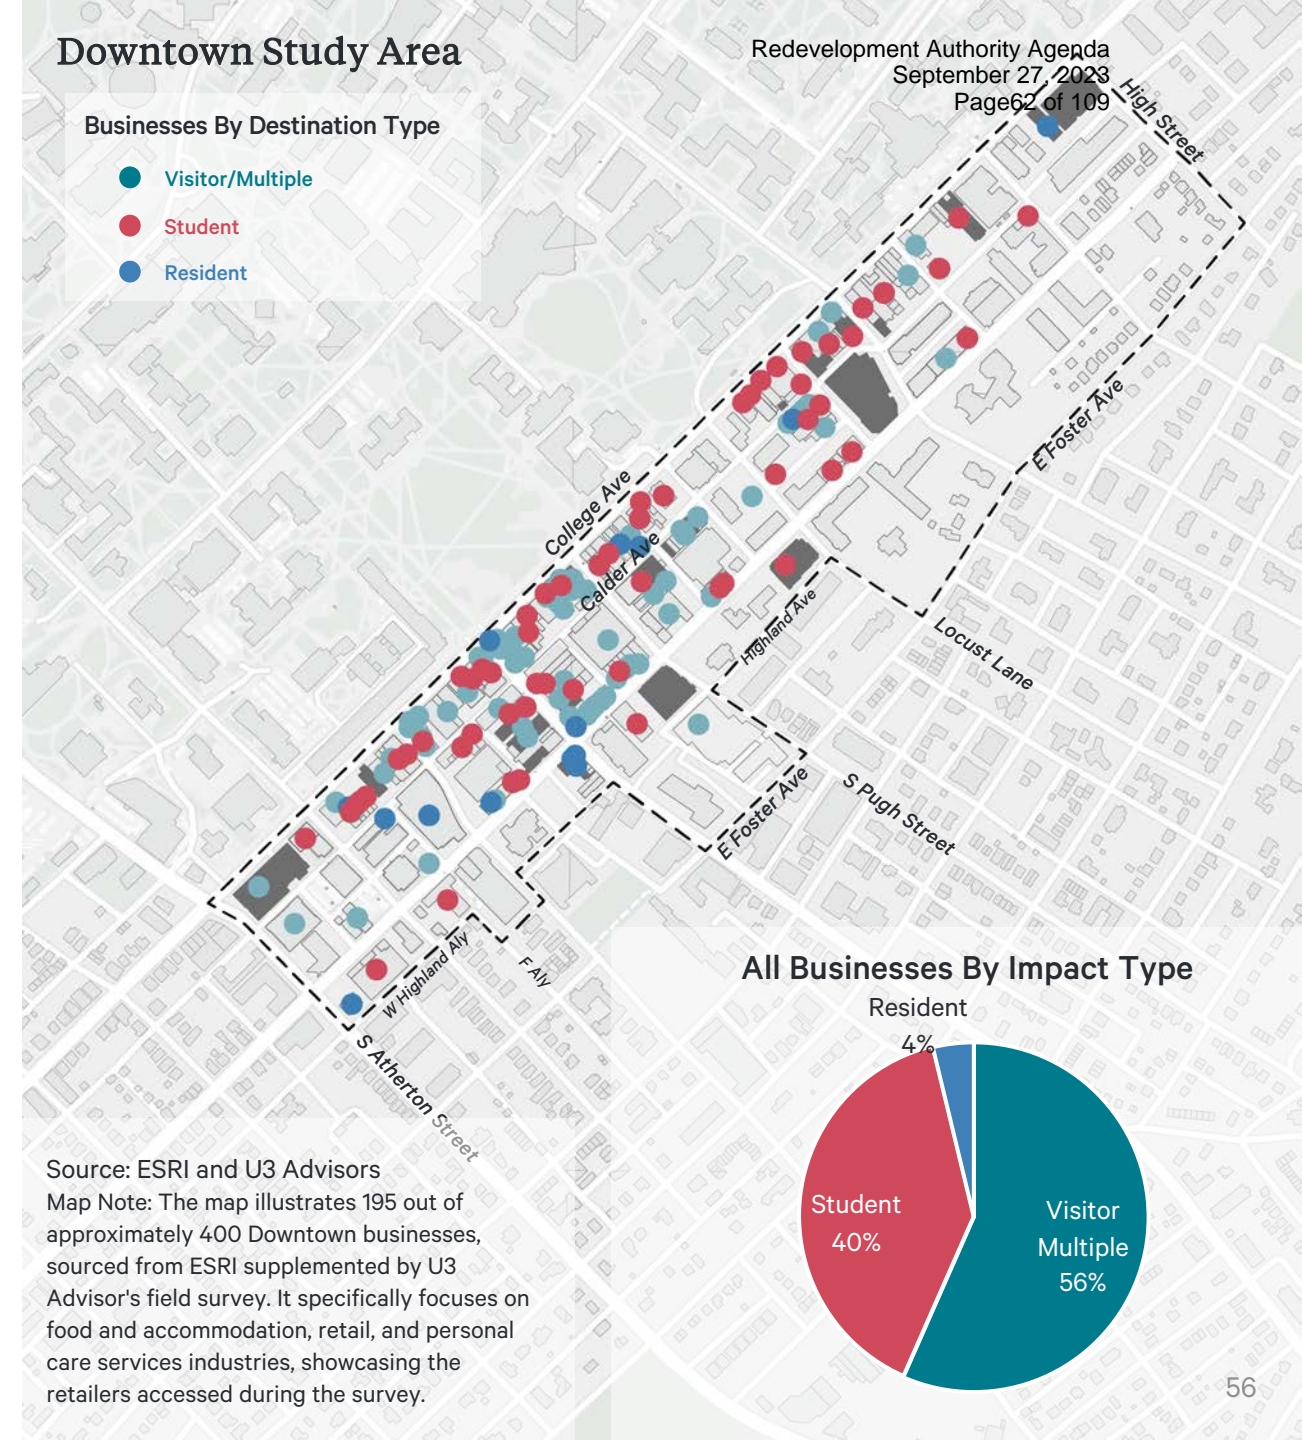 Downtown Study Area
Redevelopment Authority Agenda
September 27, 2023
Page62 of 109
Businesses By Destination Type
Visitor/Multiple
Student
Resident
High Street
E Foster Ave
College Ave
Calder Ave
Highland Ave
Locust Lane
E Foster Ave
S Pugh Street
W Highland Aly
F Aly
S Atherton Street
All Businesses By Impact Type
Resident
4%
Student
40%
Visitor
Multiple
56%
Source: ESRI and U3 Advisors
Map Note: The map illustrates 195 out of
approximately 400 Downtown businesses,
sourced from ESRI supplemented by U3
Advisor's field survey. It specifically focuses on
food and accommodation, retail, and personal
care services industries, showcasing the
retailers accessed during the survey.
56